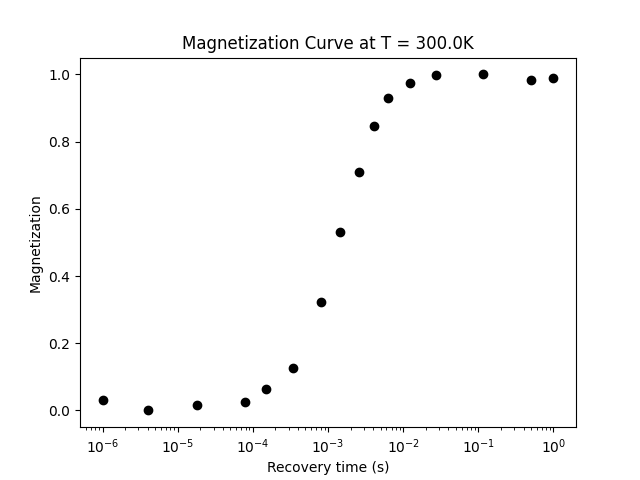 Magnetization Curve at T = 300.0K
1.0
0.8
0.6
0.4
0.2
0.0
Magnetization
10⁻⁶ 10⁻⁵ 10⁻⁴ 10⁻³ 10⁻² 10⁻¹ 10⁰
Recovery time (s)